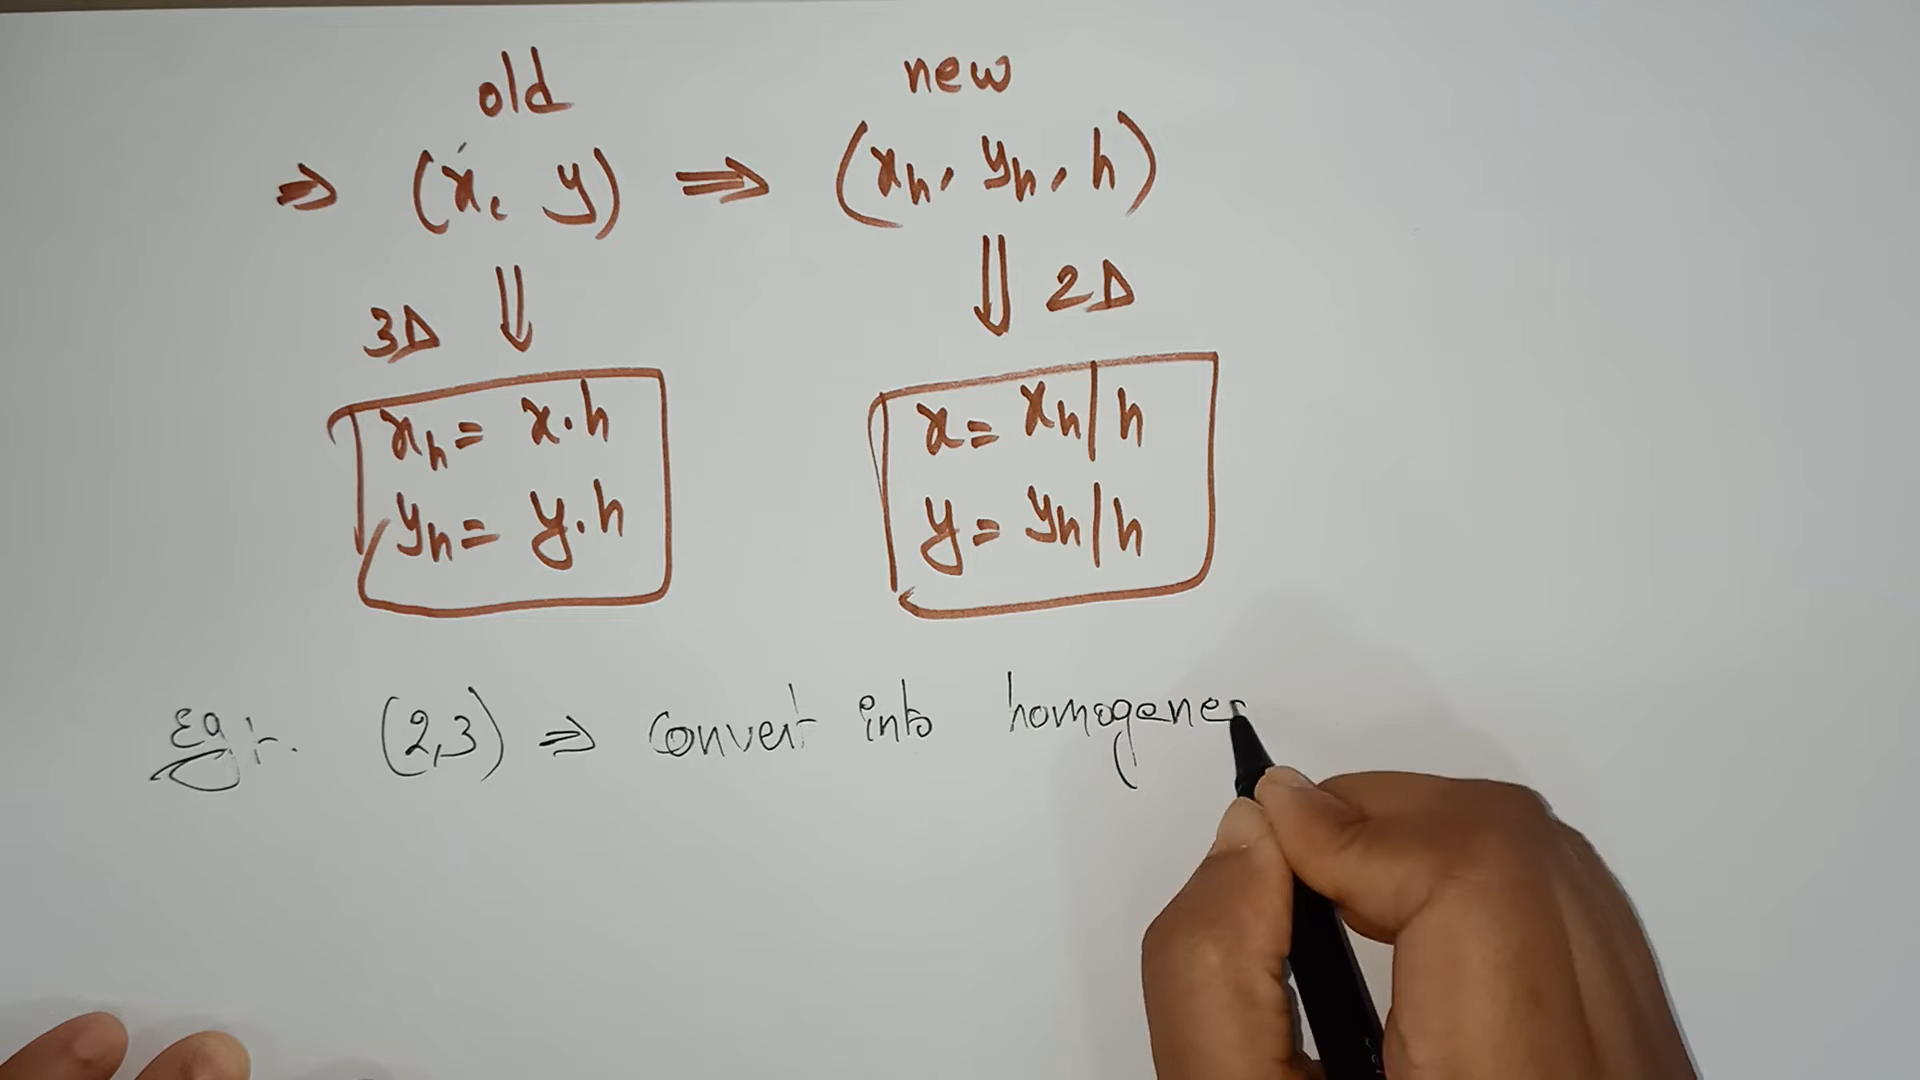 old new
⇒ (x, y) ⇒ (xₕ, yₕ, h)
3D ⇓ ⇓ 2D
xₕ = x.h x = xₕ/h
yₕ = y.h y = yₕ/h
Eg:- (2,3) ⇒ Convert into homogene